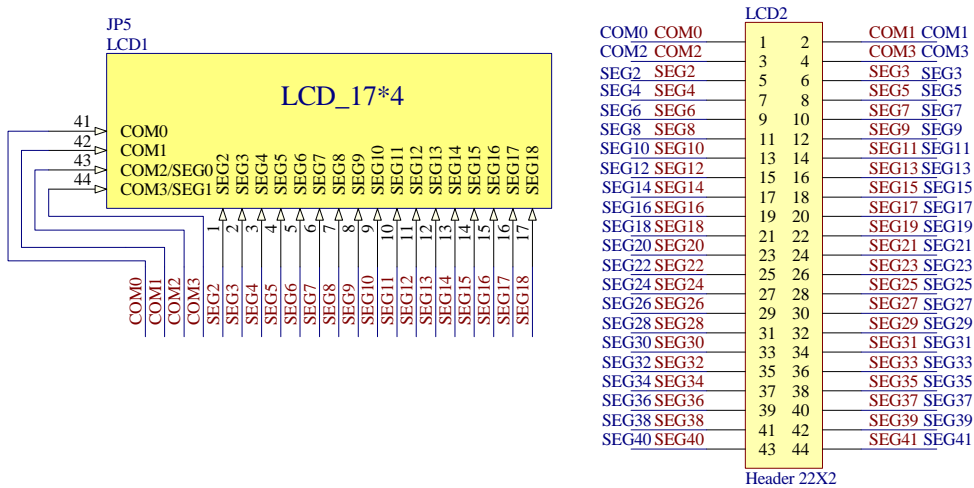 JP5
LCD1
LCD_17*4
41 COM0
42 COM1
43 COM2/SEG0
44 COM3/SEG1
SEG2
SEG3
SEG4
SEG5
SEG6
SEG7
SEG8
SEG9
SEG10
SEG11
SEG12
SEG13
SEG14
SEG15
SEG16
SEG17
SEG18
1
2
3
4
5
6
7
8
9
10
11
12
13
14
15
16
17
COM0
COM1
COM2
COM3
SEG2
SEG3
SEG4
SEG5
SEG6
SEG7
SEG8
SEG9
SEG10
SEG11
SEG12
SEG13
SEG14
SEG15
SEG16
SEG17
SEG18
LCD2
COM0 COM0 1 2 COM1 COM1
COM2 COM2 3 4 COM3 COM3
SEG2 SEG2 5 6 SEG3 SEG3
SEG4 SEG4 7 8 SEG5 SEG5
SEG6 SEG6 9 10 SEG7 SEG7
SEG8 SEG8 11 12 SEG9 SEG9
SEG10 SEG10 13 14 SEG11 SEG11
SEG12 SEG12 15 16 SEG13 SEG13
SEG14 SEG14 17 18 SEG15 SEG15
SEG16 SEG16 19 20 SEG17 SEG17
SEG18 SEG18 21 22 SEG19 SEG19
SEG20 SEG20 23 24 SEG21 SEG21
SEG22 SEG22 25 26 SEG23 SEG23
SEG24 SEG24 27 28 SEG25 SEG25
SEG26 SEG26 29 30 SEG27 SEG27
SEG28 SEG28 31 32 SEG29 SEG29
SEG30 SEG30 33 34 SEG31 SEG31
SEG32 SEG32 35 36 SEG33 SEG33
SEG34 SEG34 37 38 SEG35 SEG35
SEG36 SEG36 39 40 SEG37 SEG37
SEG38 SEG38 41 42 SEG39 SEG39
SEG40 SEG40 43 44 SEG41 SEG41
Header 22X2